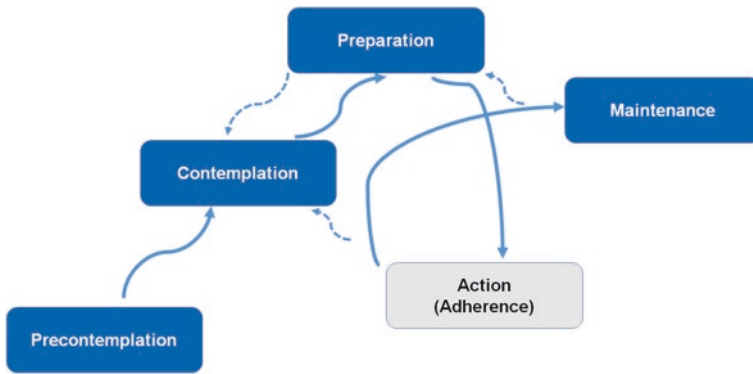 Preparation
Maintenance
Contemplation
Action
(Adherence)
Precontemplation